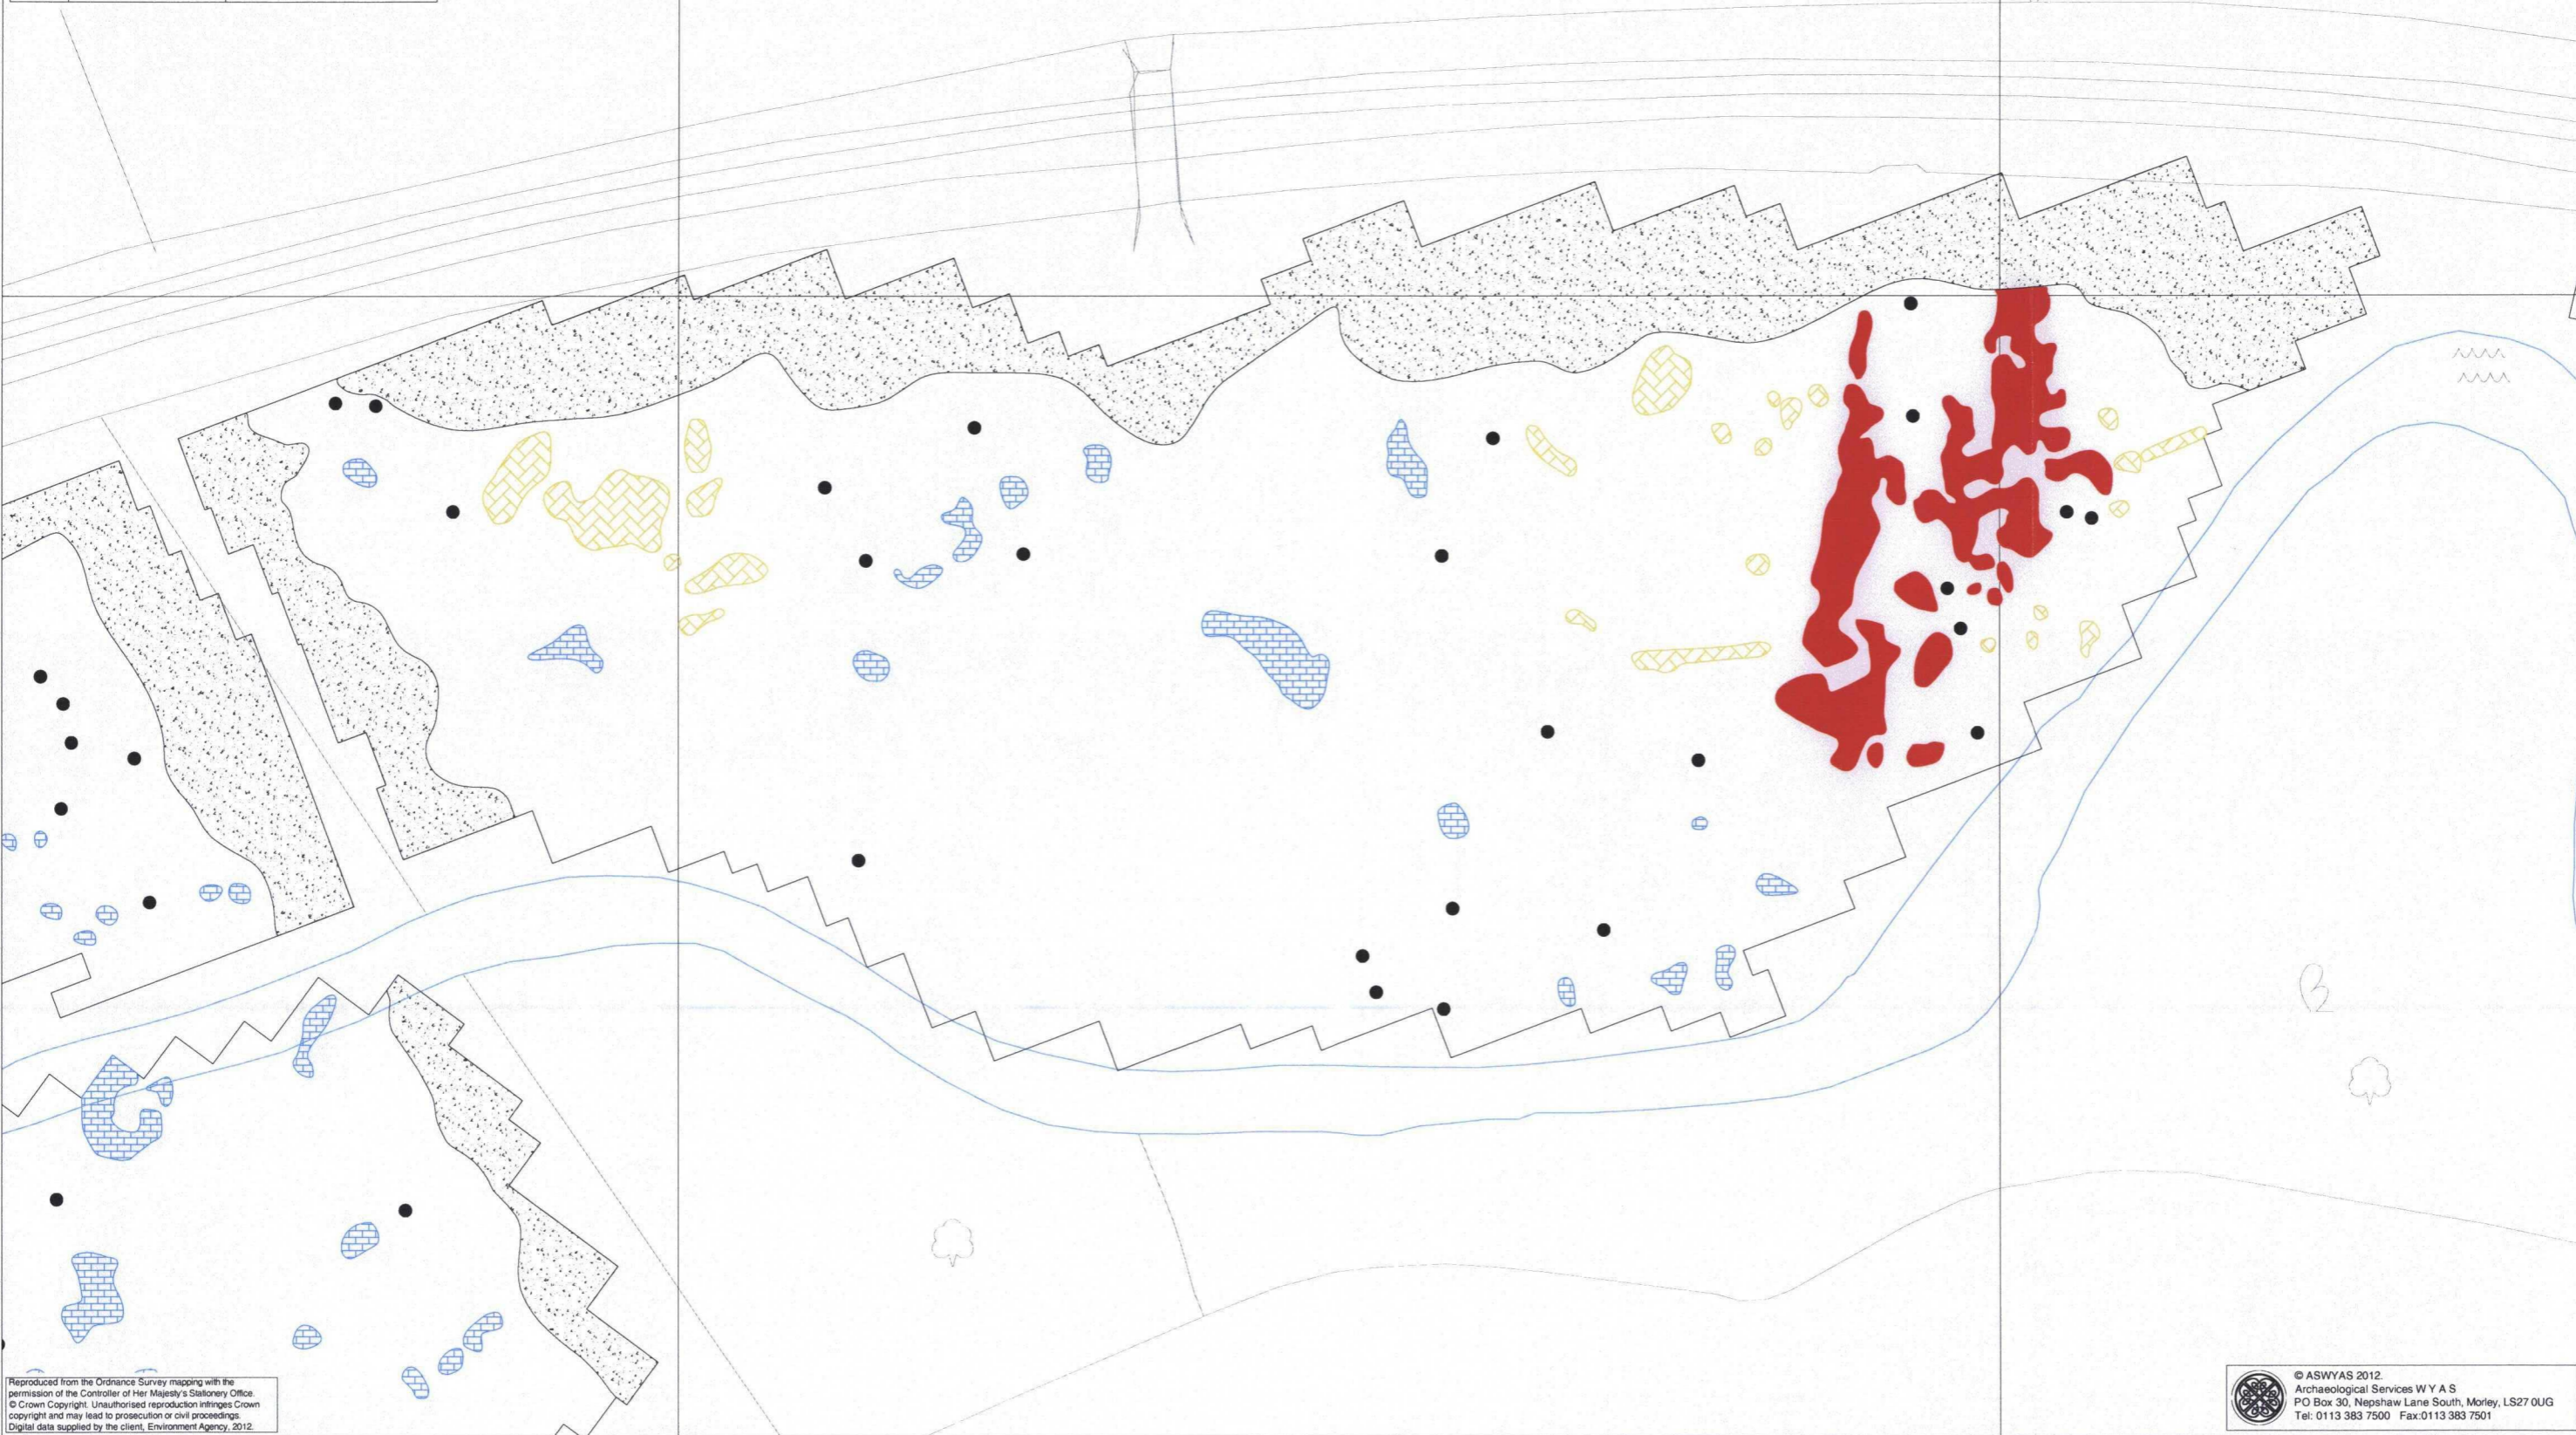 Reproduced from the Ordnance Survey mapping with the
permission of the Controller of Her Majesty's Stationery Office.
© Crown Copyright. Unauthorised reproduction infringes Crown
copyright and may lead to prosecution or civil proceedings.
Digital data supplied by the client, Environment Agency, 2012.
© ASWYAS 2012.
Archaeological Services W Y A S
PO Box 30, Nepshaw Lane South, Morley, LS27 0UG
Tel: 0113 383 7500 Fax:0113 383 7501